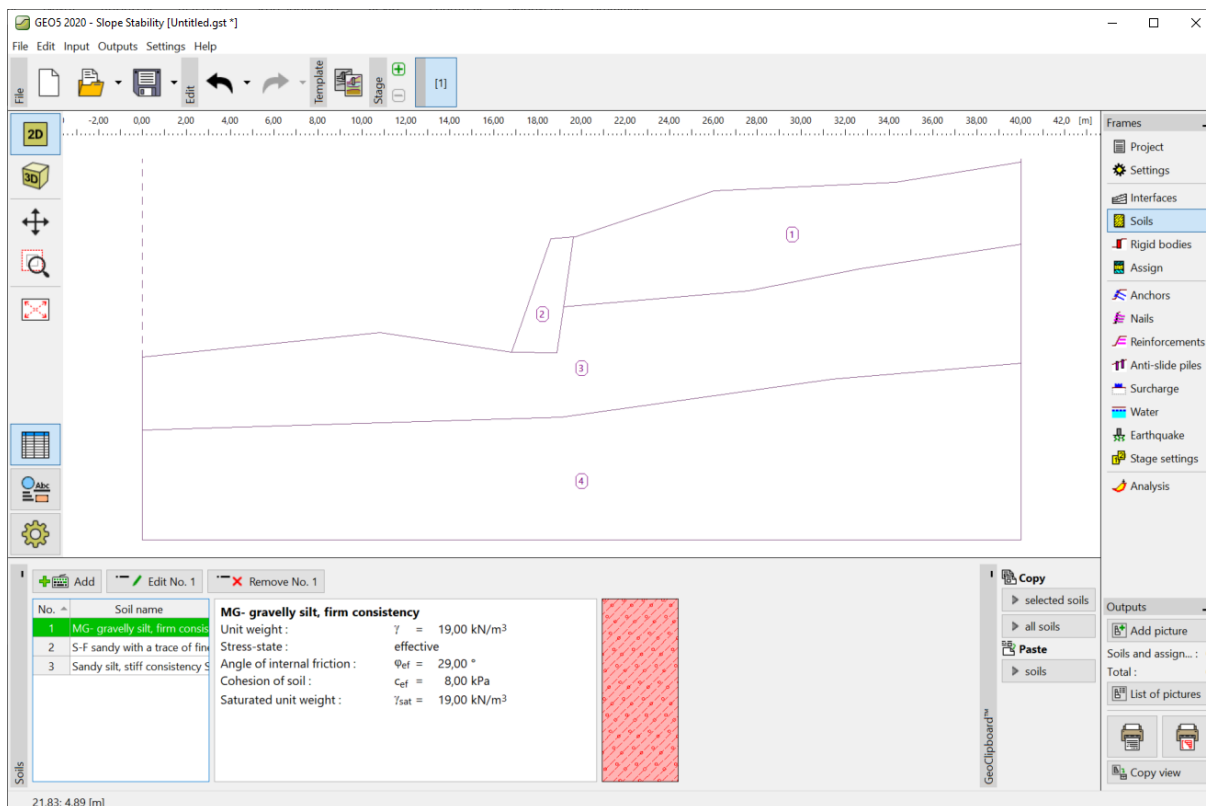 GEO5 2020 - Slope Stability [Untitled.gst *]
File Edit Input Outputs Settings Help
File
Edit
Template
Stage
[1]
-2,00 0,00 2,00 4,00 6,00 8,00 10,00 12,00 14,00 16,00 18,00 20,00 22,00 24,00 26,00 28,00 30,00 32,00 34,00 36,00 38,00 40,00 42,0 [m]
2D
3D
Abc
1
2
3
4
Frames
Project
Settings
Interfaces
Soils
Rigid bodies
Assign
Anchors
Nails
Reinforcements
Anti-slide piles
Surcharge
Water
Earthquake
Stage settings
Analysis
Soils
Add Edit No. 1 Remove No. 1
No. Soil name
1 MG- gravelly silt, firm consis
2 S-F sandy with a trace of fin
3 Sandy silt, stiff consistency S
MG- gravelly silt, firm consistency
Unit weight : γ = 19,00 kN/m³
Stress-state : effective
Angle of internal friction : φef = 29,00 °
Cohesion of soil : cef = 8,00 kPa
Saturated unit weight : γsat = 19,00 kN/m³
GeoClipboard™
Copy
selected soils
all soils
Paste
soils
Outputs
Add picture
Soils and assign... :
Total :
List of pictures
Copy view
21.83; 4.89 [m]